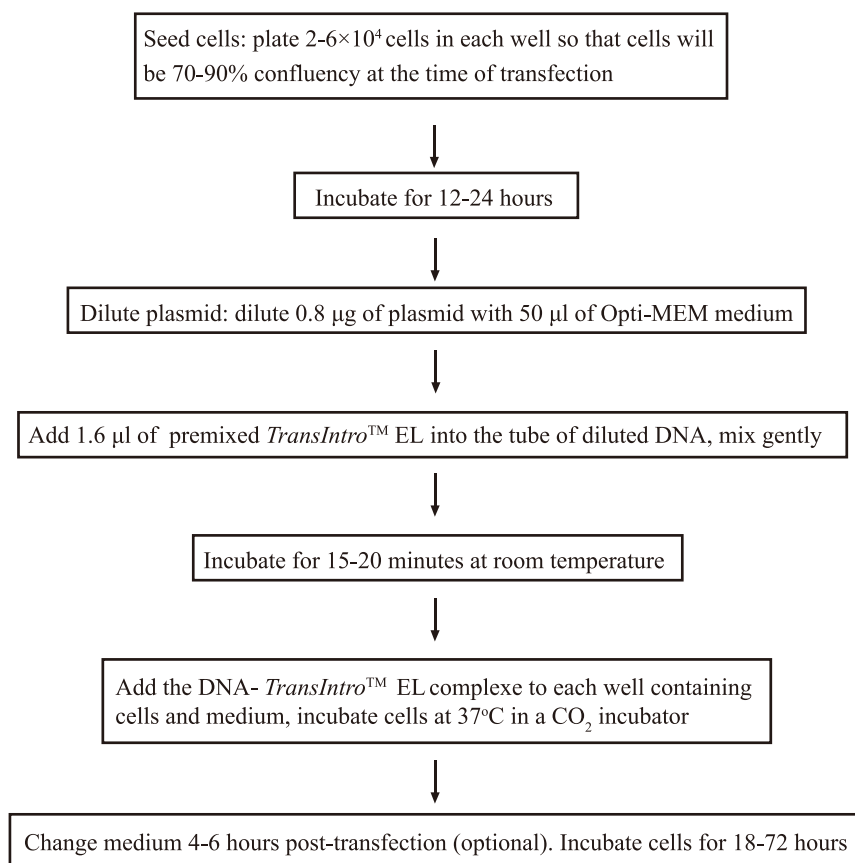 Seed cells: plate 2-6×10⁴ cells in each well so that cells will
be 70-90% confluency at the time of transfection
Incubate for 12-24 hours
Dilute plasmid: dilute 0.8 μg of plasmid with 50 μl of Opti-MEM medium
Add 1.6 μl of premixed TransIntro™ EL into the tube of diluted DNA, mix gently
Incubate for 15-20 minutes at room temperature
Add the DNA- TransIntro™ EL complexe to each well containing
cells and medium, incubate cells at 37°C in a CO₂ incubator
Change medium 4-6 hours post-transfection (optional). Incubate cells for 18-72 hours